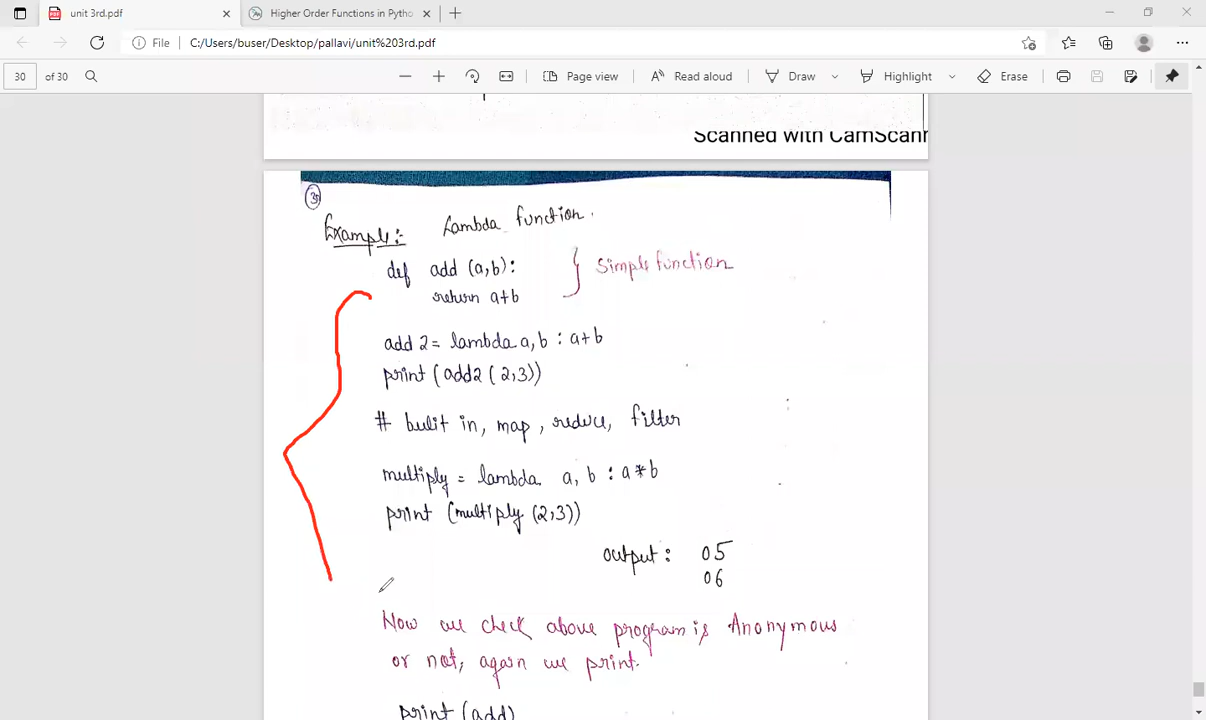 unit 3rd.pdf
Higher Order Functions in Pytho
File C:/Users/buser/Desktop/pallavi/unit%203rd.pdf
30 of 30 Page view Read aloud Draw Highlight Erase
Scanned with CamScanr
30
Example:- Lambda function.
def add (a,b): } Simple function
return a+b
add 2 = lambda a, b : a+b
print (add2 (2,3))
# bulit in, map, reduce, filter
multiply = lambda a, b : a*b
print (multiply (2,3))
output : 05
06
Now we check above program is Anonymous
or not, again we print.
print (add)